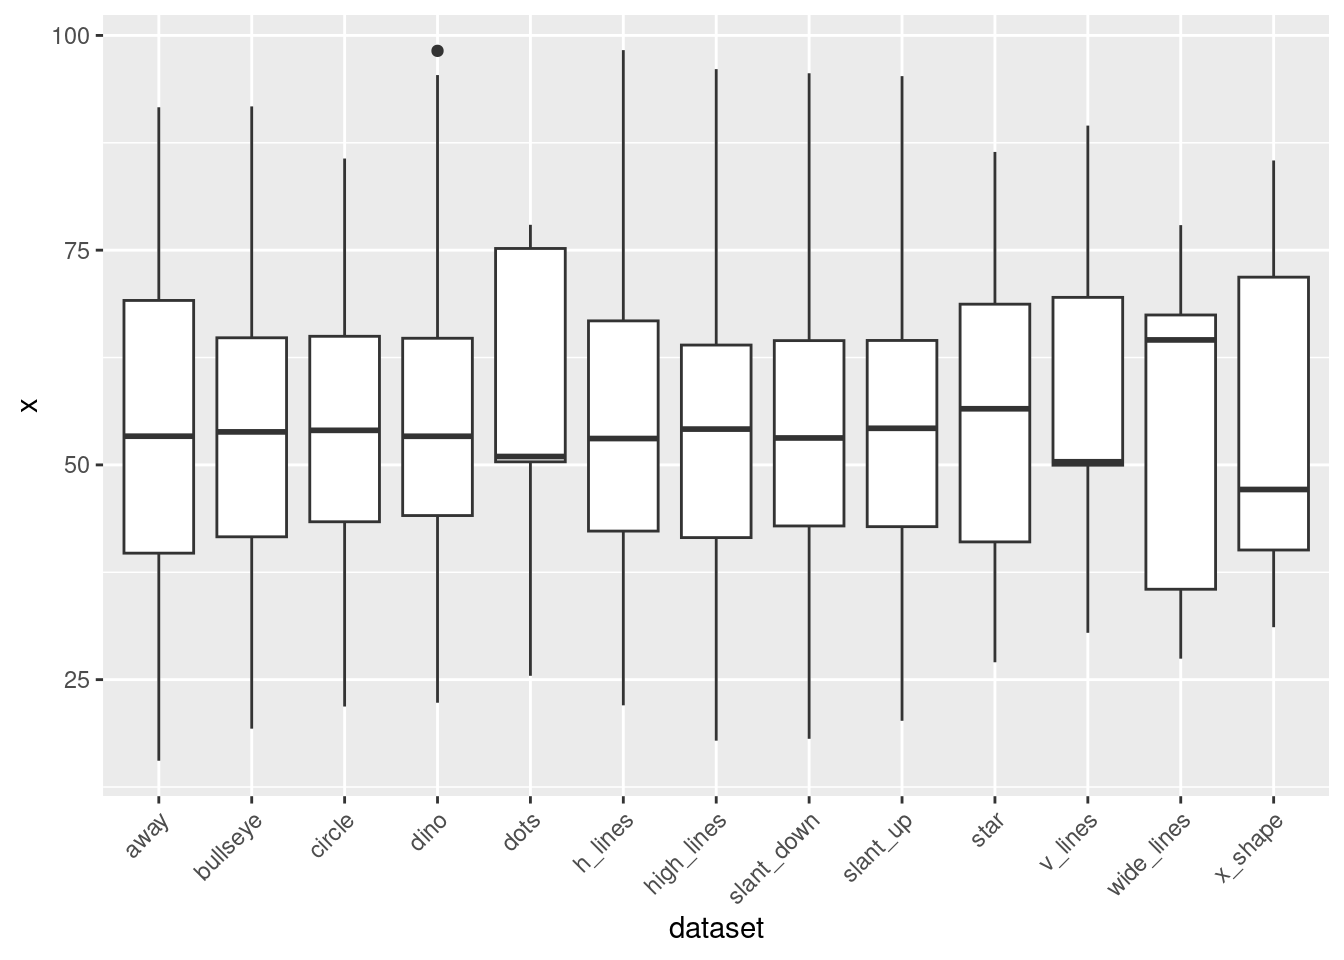 100
75
50
25
x
away
bullseye
circle
dino
dots
h_lines
high_lines
slant_down
slant_up
star
v_lines
wide_lines
x_shape
dataset